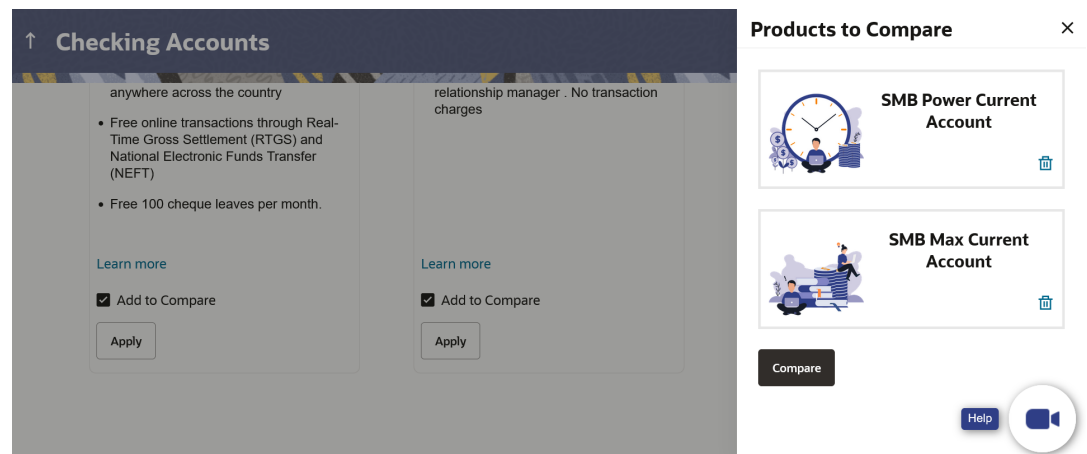 ↑ Checking Accounts
anywhere across the country
• Free online transactions through Real-
Time Gross Settlement (RTGS) and
National Electronic Funds Transfer
(NEFT)
• Free 100 cheque leaves per month.
Learn more
Add to Compare
Apply
relationship manager . No transaction
charges
Learn more
Add to Compare
Apply
Products to Compare
SMB Power Current
Account
SMB Max Current
Account
Compare
Help